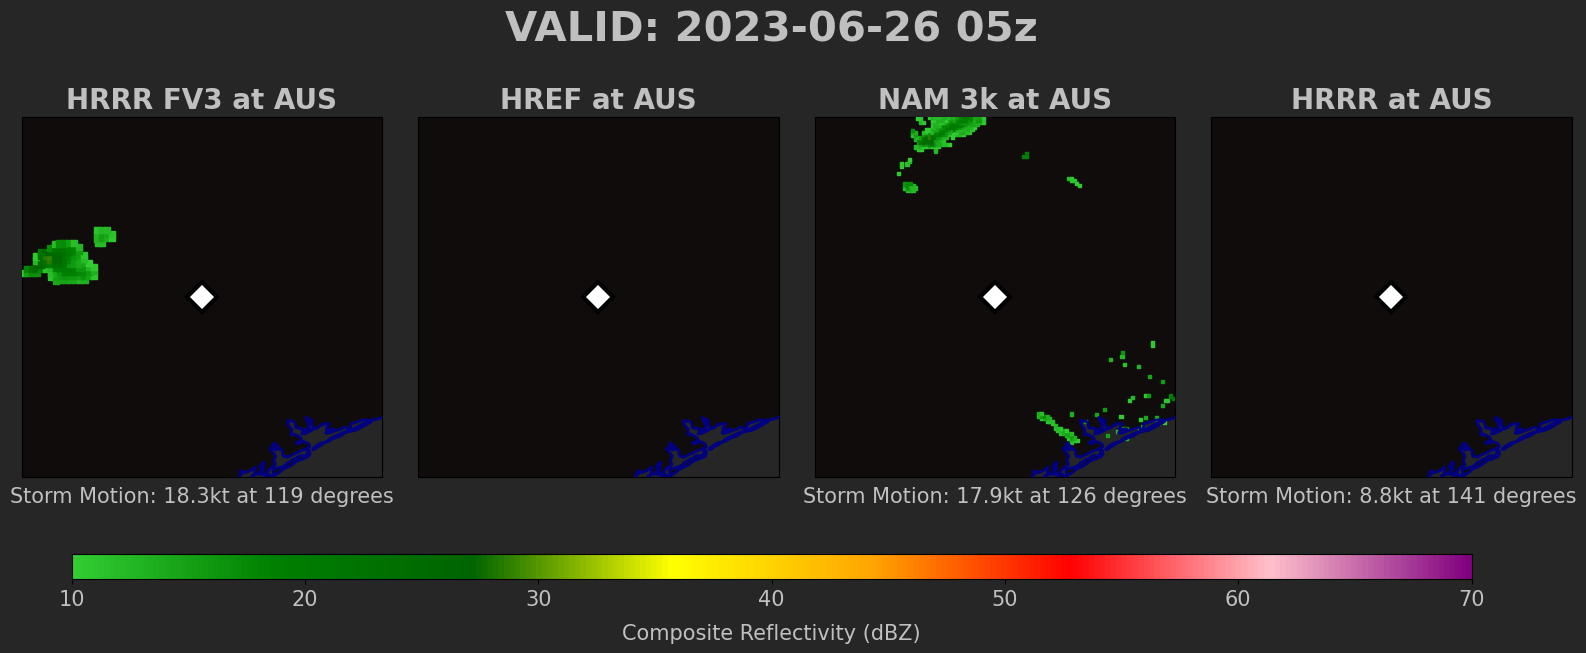 VALID: 2023-06-26 05z
HRRR FV3 at AUS
HREF at AUS
NAM 3k at AUS
HRRR at AUS
Storm Motion: 18.3kt at 119 degrees
Storm Motion: 17.9kt at 126 degrees
Storm Motion: 8.8kt at 141 degrees
10 20 30 40 50 60 70
Composite Reflectivity (dBZ)